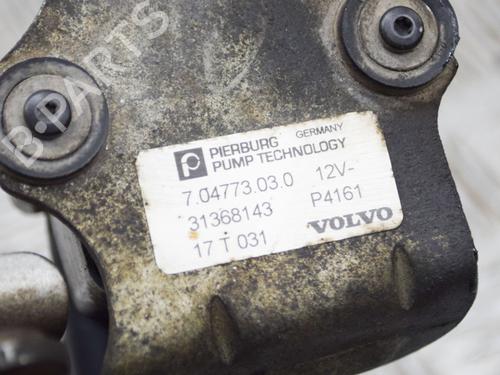 PIERBURG GERMANY
PUMP TECHNOLOGY
7.04773.03.0 12V-
31368143 P4161
17 T 031 VOLVO
B-PARTS